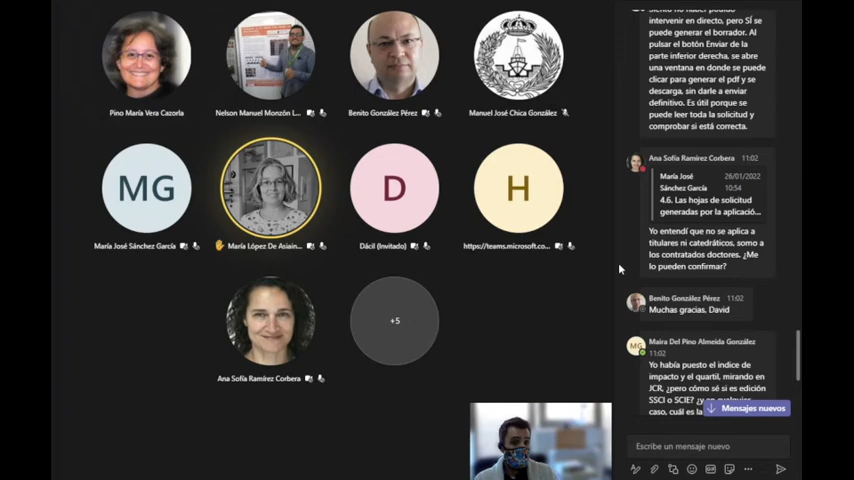 Pino María Vera Cazorla
Nelson Manuel Monzón L...
Benito González Pérez
Manuel José Chica González
MG
D
H
María José Sánchez García
María López De Asiain...
Dácil (Invitado)
https://teams.microsoft.co...
+5
Ana Sofía Ramírez Corbera
Siento no haber podido
intervenir en directo, pero SÍ se
puede generar el borrador. Al
pulsar el botón Enviar de la
parte inferior derecha, se abre
una ventana en donde se puede
clicar para generar el pdf y se
descarga, sin darle a enviar
definitivo. Es útil porque se
puede leer toda la solicitud y
comprobar si está correcta.
Ana Sofía Ramírez Corbera 11:02
María José 26/01/2022
Sánchez García 10:54
4.6. Las hojas de solicitud
generadas por la aplicació...
Yo entendí que no se aplica a
titulares ni catedráticos, somo a
los contratados doctores. ¿Me
lo pueden confirmar?
Benito González Pérez 11:02
Muchas gracias, David
MG
Maira Del Pino Almeida González
11:02
Yo había puesto el indice de
impacto y el quartil, mirando en
JCR, ¿pero cómo sé si es edición
SSCI o SCIE? ¿y en cualquier
caso, cuál es la
Mensajes nuevos
Escribe un mensaje nuevo